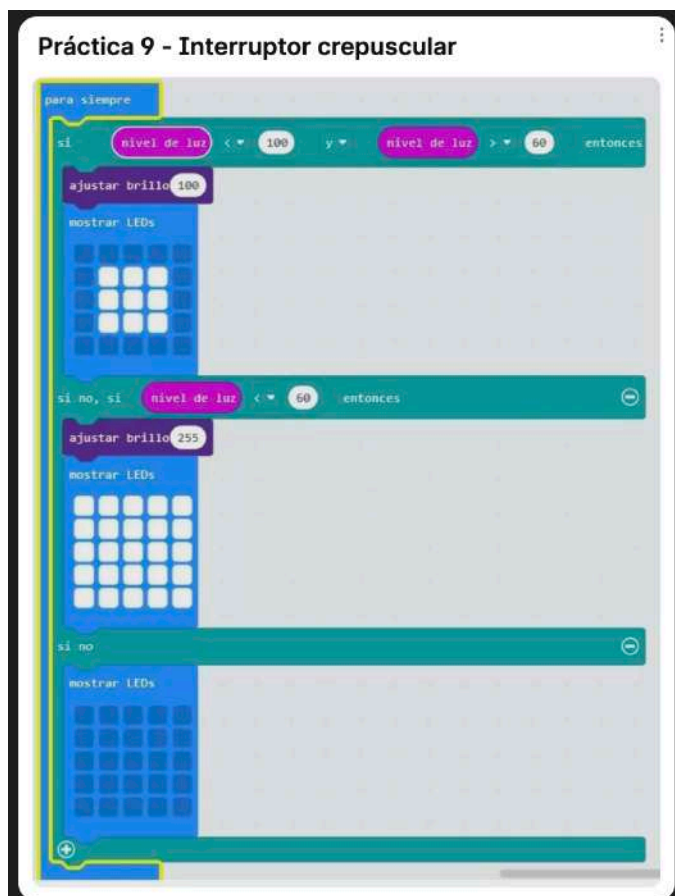 Práctica 9 - Interruptor crepuscular
para siempre
si nivel de luz < 100 y nivel de luz > 60 entonces
ajustar brillo 100
mostrar LEDs
si no, si nivel de luz < 60 entonces
ajustar brillo 255
mostrar LEDs
si no
mostrar LEDs